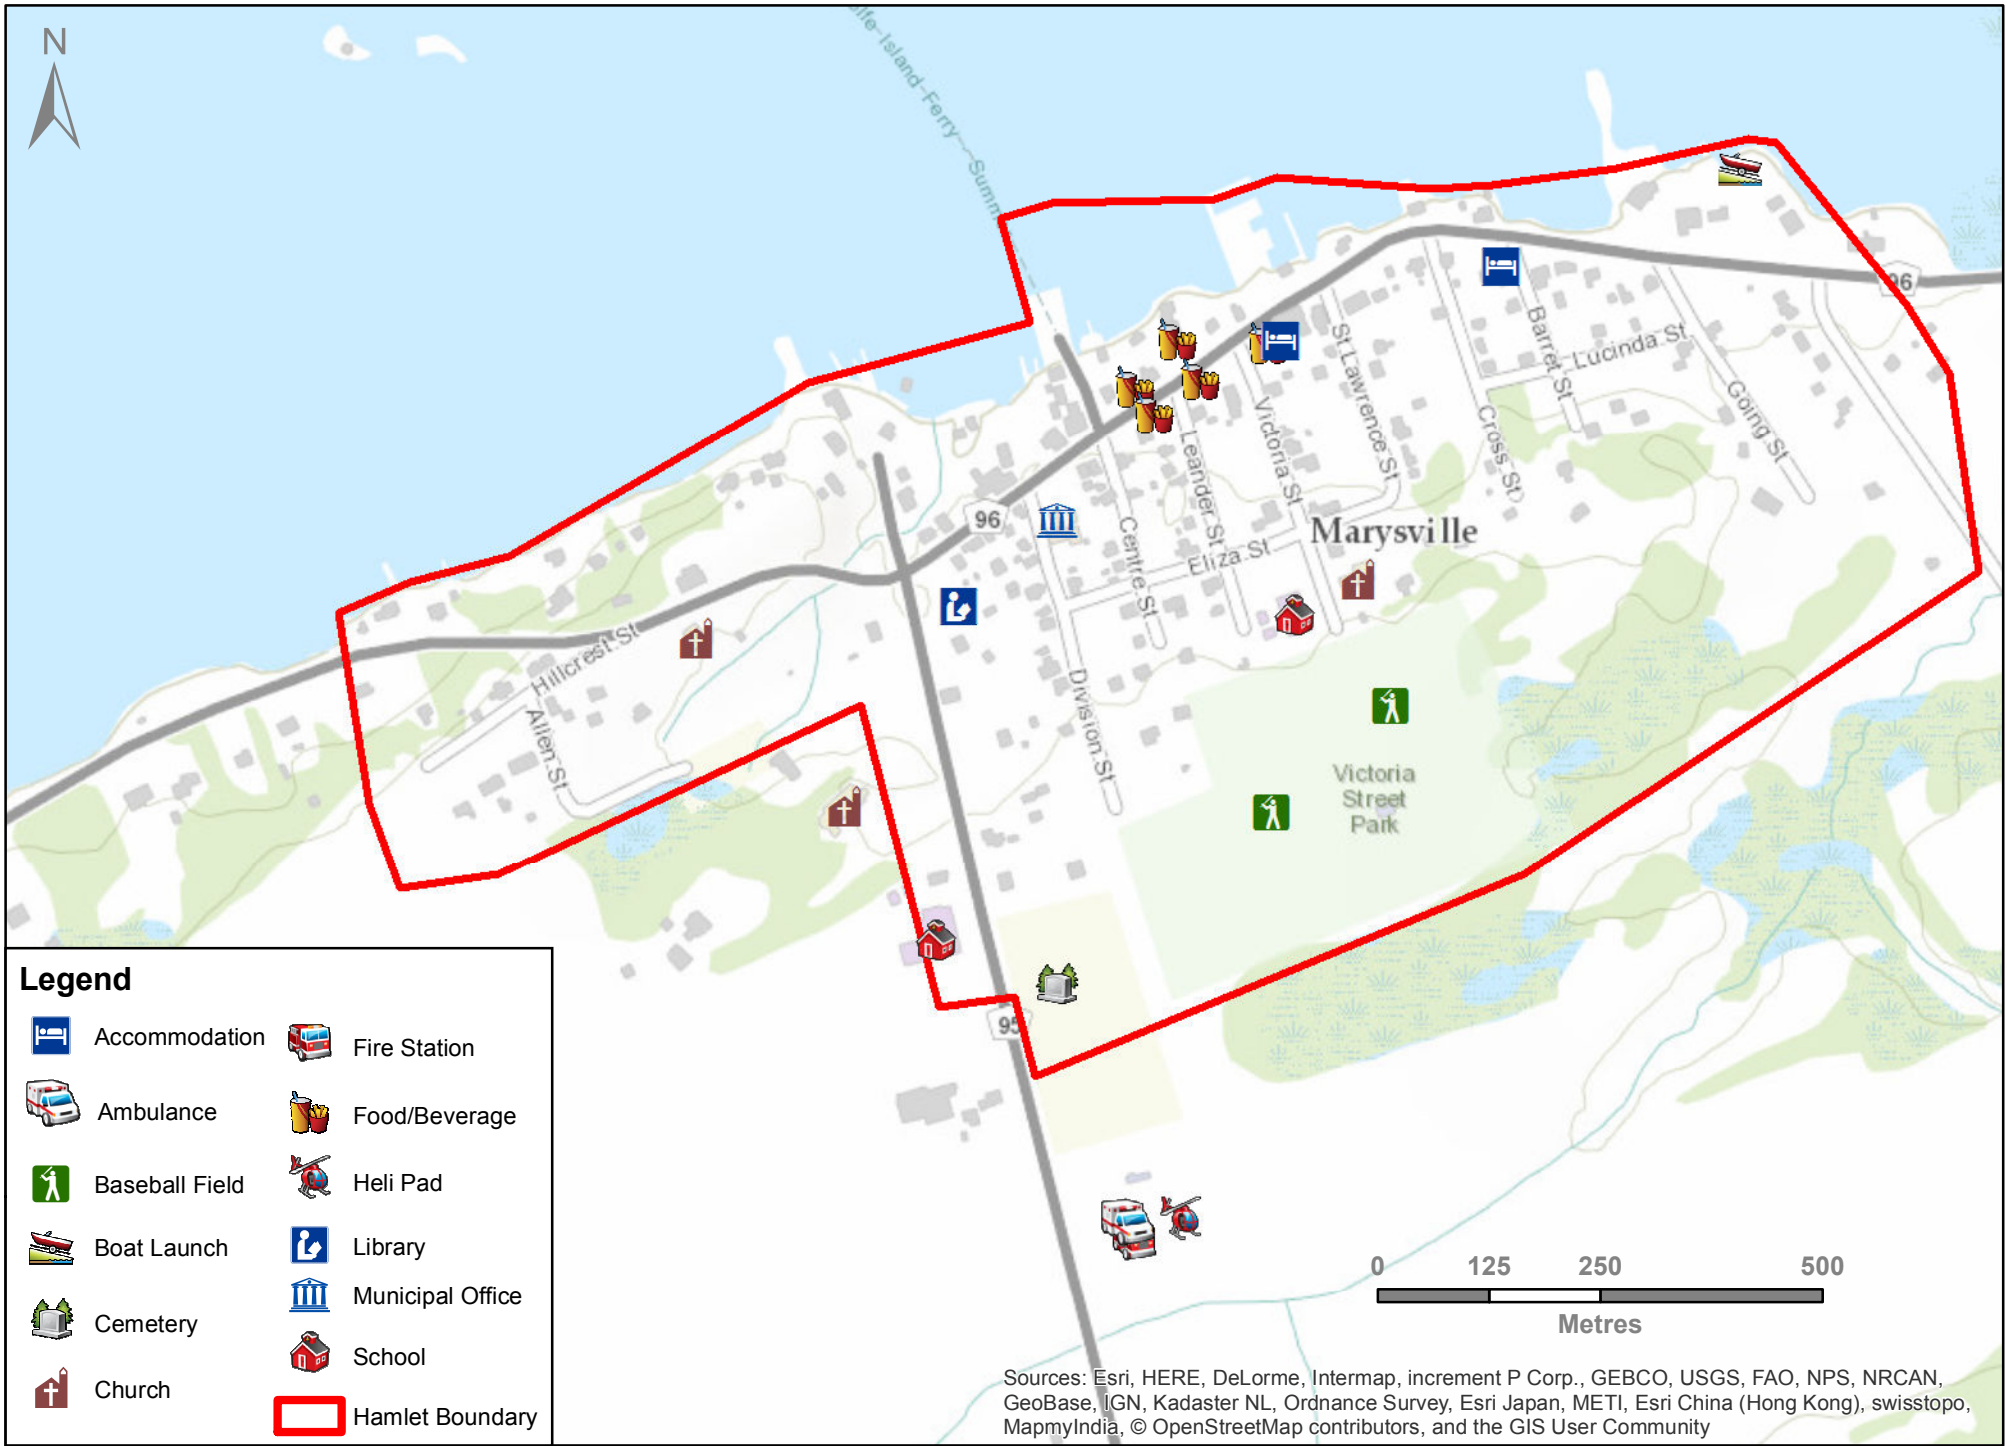 N
lfe-Island-Ferry---Summ
96
Barret St
Lucinda St
St Lawrence St
Going St
Cross St
Victoria St
Leander St
96
Marysville
Centre St
Eliza St
Hillcrest St
Allen St
Division St
Victoria
Street
Park
95
Legend
Accommodation
Ambulance
Baseball Field
Boat Launch
Cemetery
Church
Fire Station
Food/Beverage
Heli Pad
Library
Municipal Office
School
Hamlet Boundary
0 125 250 500
Metres
Sources: Esri, HERE, DeLorme, Intermap, increment P Corp., GEBCO, USGS, FAO, NPS, NRCAN,
GeoBase, IGN, Kadaster NL, Ordnance Survey, Esri Japan, METI, Esri China (Hong Kong), swisstopo,
MapmyIndia, © OpenStreetMap contributors, and the GIS User Community